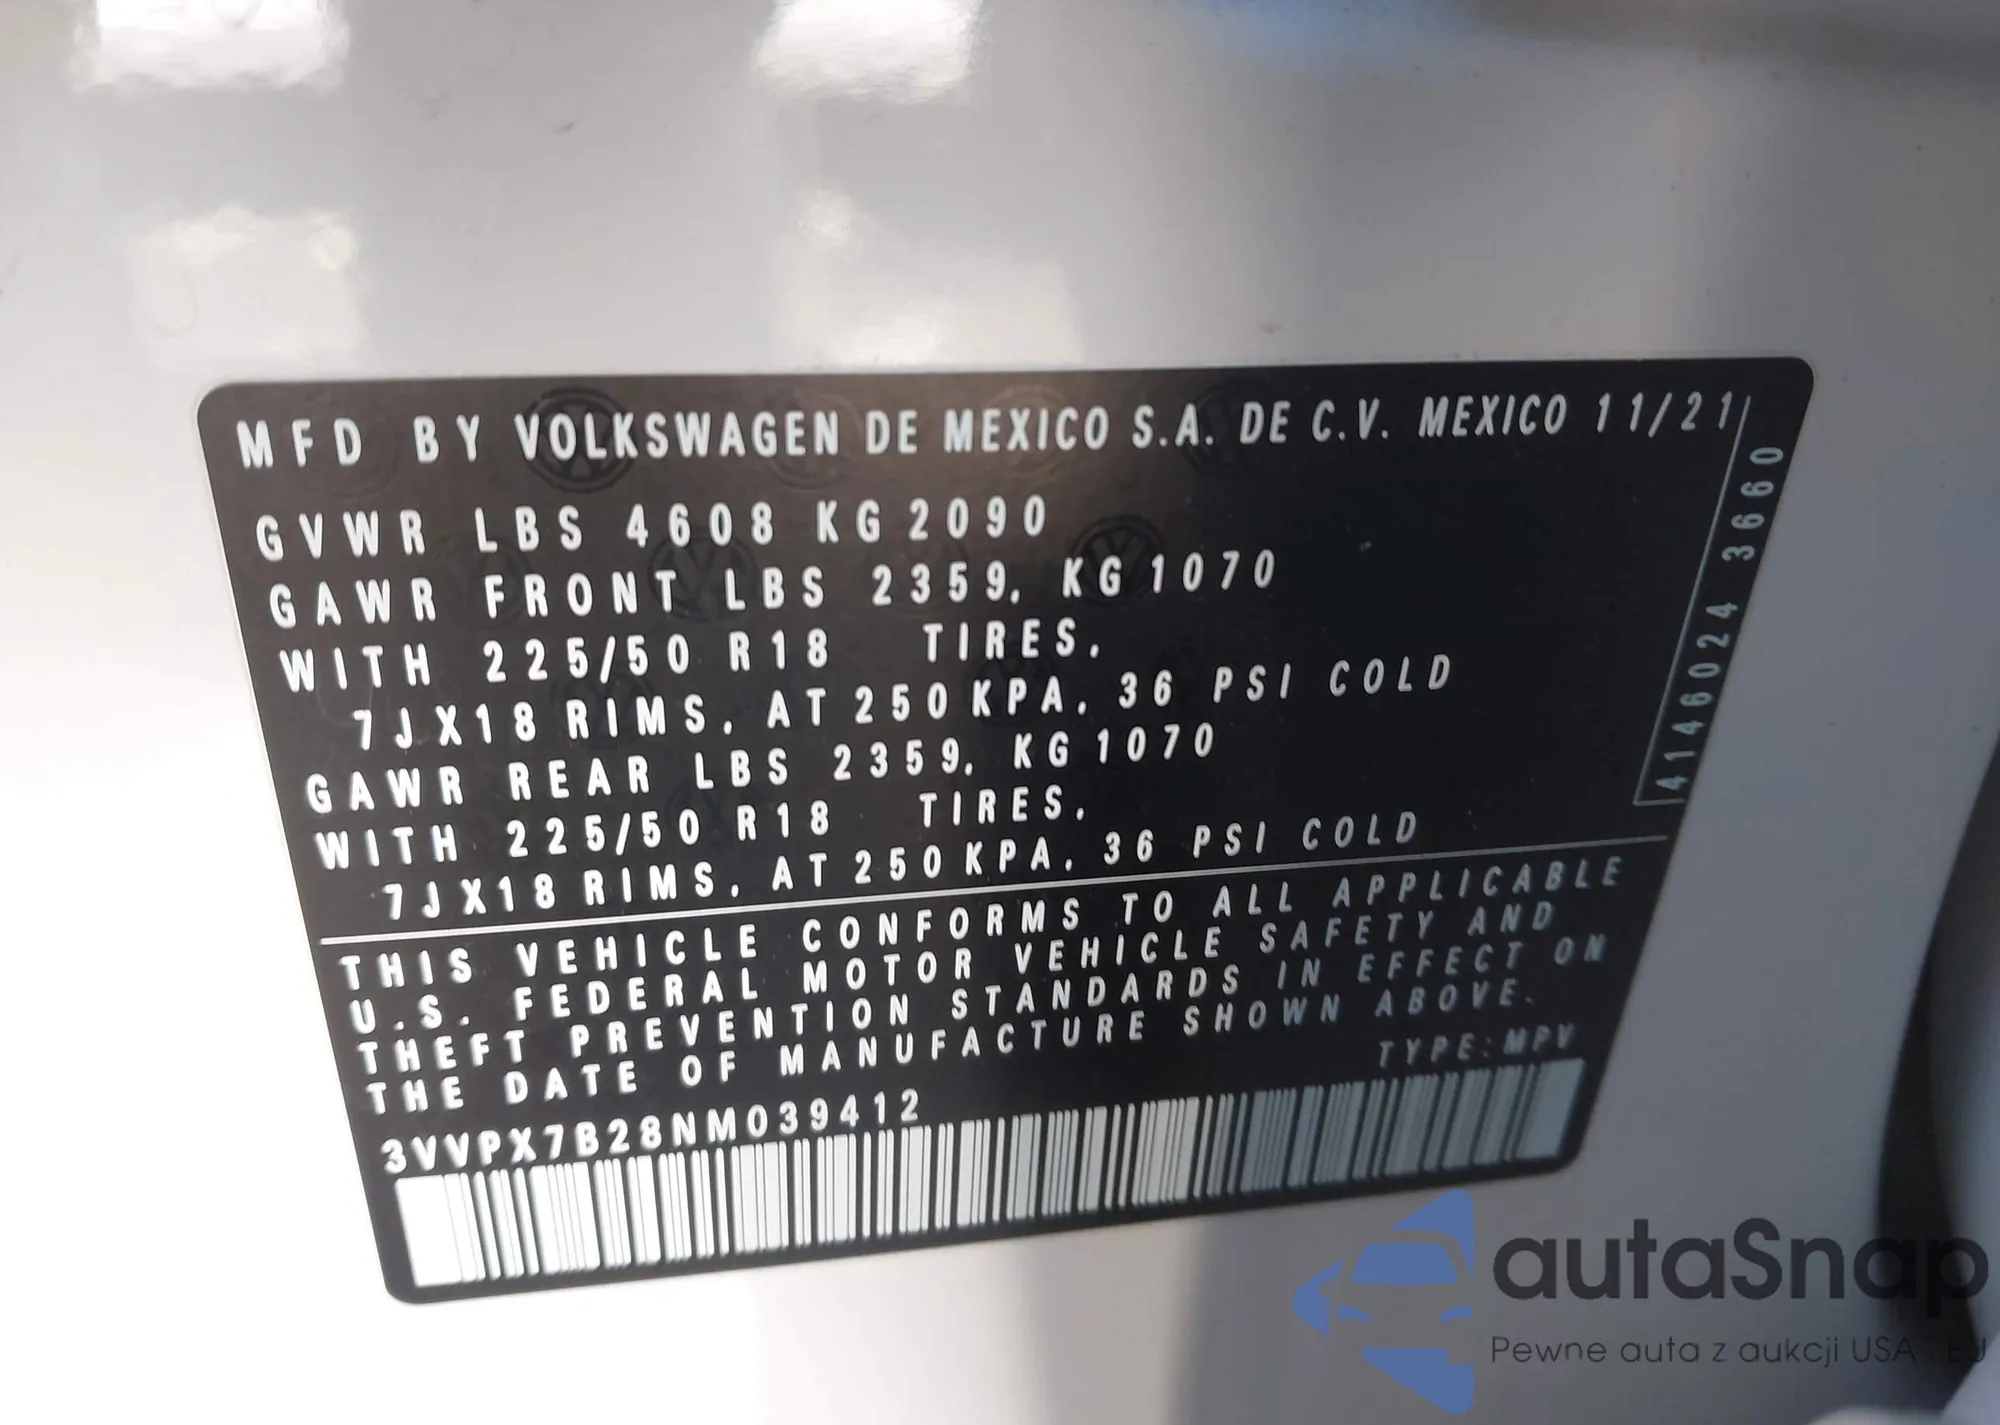 MFD BY VOLKSWAGEN DE MEXICO S.A. DE C.V. MEXICO 11/21
GVWR LBS 4608 KG 2090
GAWR FRONT LBS 2359, KG 1070
WITH 225/50 R18 TIRES,
7JX18 RIMS, AT 250 KPA, 36 PSI COLD
GAWR REAR LBS 2359, KG 1070
WITH 225/50 R18 TIRES,
7JX18 RIMS, AT 250 KPA, 36 PSI COLD
4146024 3660
THIS VEHICLE CONFORMS TO ALL APPLICABLE
U.S. FEDERAL MOTOR VEHICLE SAFETY AND
THEFT PREVENTION STANDARDS IN EFFECT ON
THE DATE OF MANUFACTURE SHOWN ABOVE.
TYPE: MPV
3VVPX7B28NM039412
autaSnap
Pewne auta z aukcji USA i EU